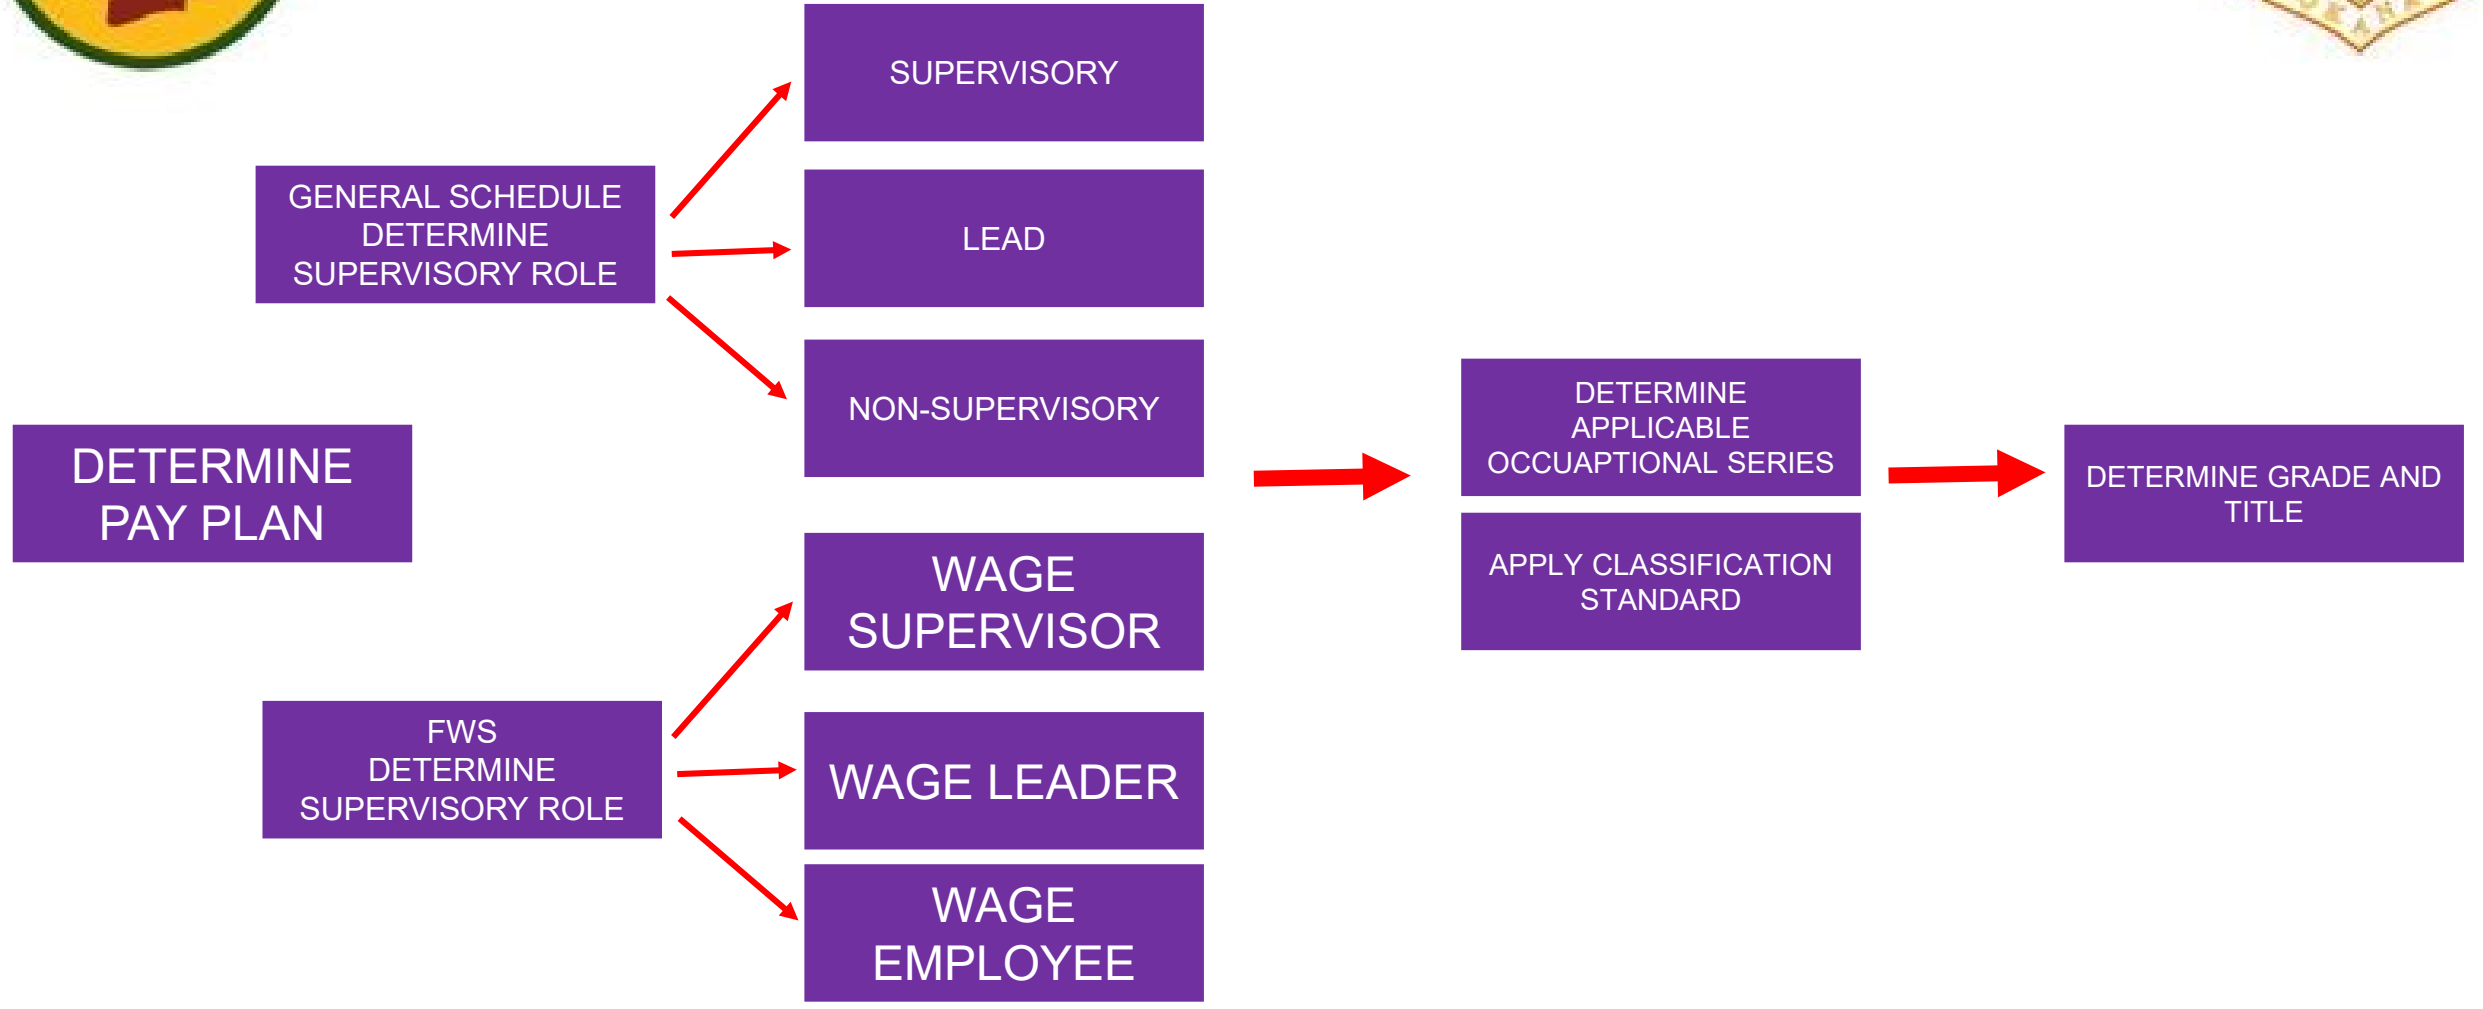 DETERMINE
PAY PLAN
GENERAL SCHEDULE
DETERMINE
SUPERVISORY ROLE
FWS
DETERMINE
SUPERVISORY ROLE
SUPERVISORY
LEAD
NON-SUPERVISORY
WAGE
SUPERVISOR
WAGE LEADER
WAGE
EMPLOYEE
DETERMINE
APPLICABLE
OCCUAPTIONAL SERIES
APPLY CLASSIFICATION
STANDARD
DETERMINE GRADE AND
TITLE